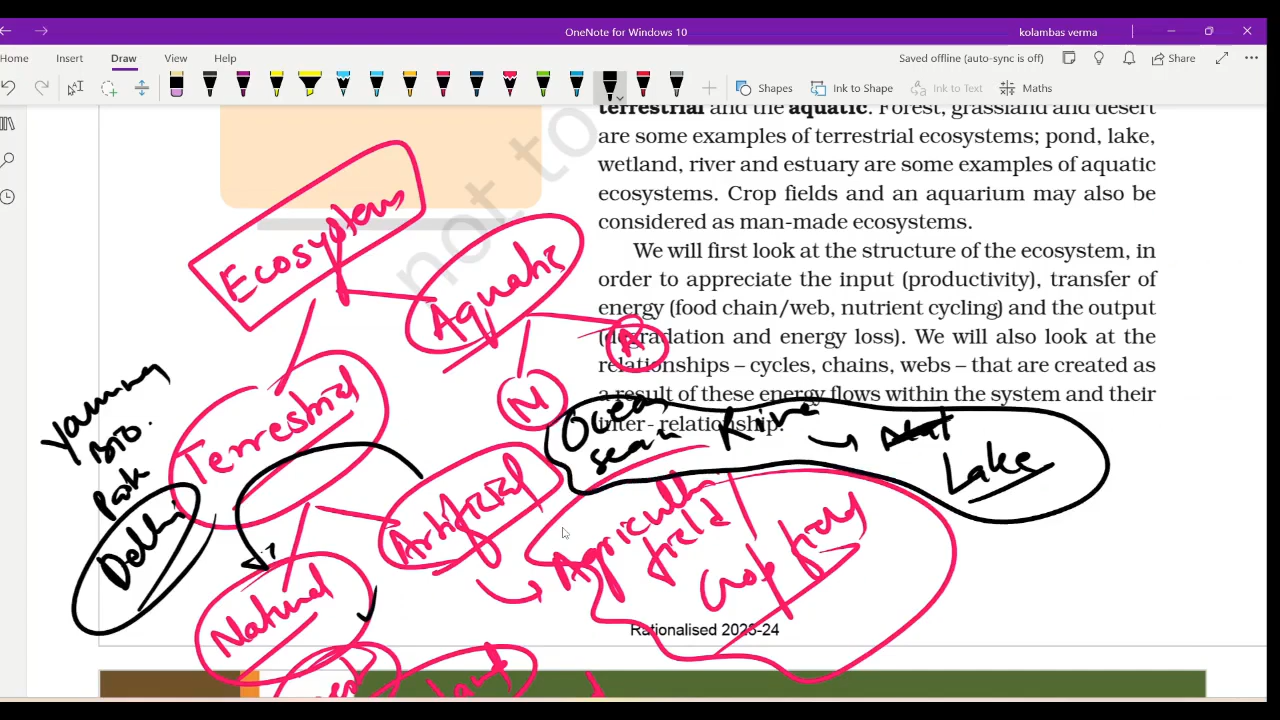 OneNote for Windows 10
kolambas verma
Home Insert Draw View Help
Saved offline (auto-sync is off)
Share
Shapes
Ink to Shape
Ink to Text
Maths
terrestrial and the aquatic. Forest, grassland and desert
are some examples of terrestrial ecosystems; pond, lake,
wetland, river and estuary are some examples of aquatic
ecosystems. Crop fields and an aquarium may also be
considered as man-made ecosystems.
We will first look at the structure of the ecosystem, in
order to appreciate the input (productivity), transfer of
energy (food chain/web, nutrient cycling) and the output
(degradation and energy loss). We will also look at the
relationships – cycles, chains, webs – that are created as
a result of these energy flows within the system and their
inter- relationship.
not to
Ecosystem
Aquatic
A
N
Terrestrial
Park
Delhi
Artificial
Natural
Ocean
River
Lake
field
Crop
Rationalised 2023-24